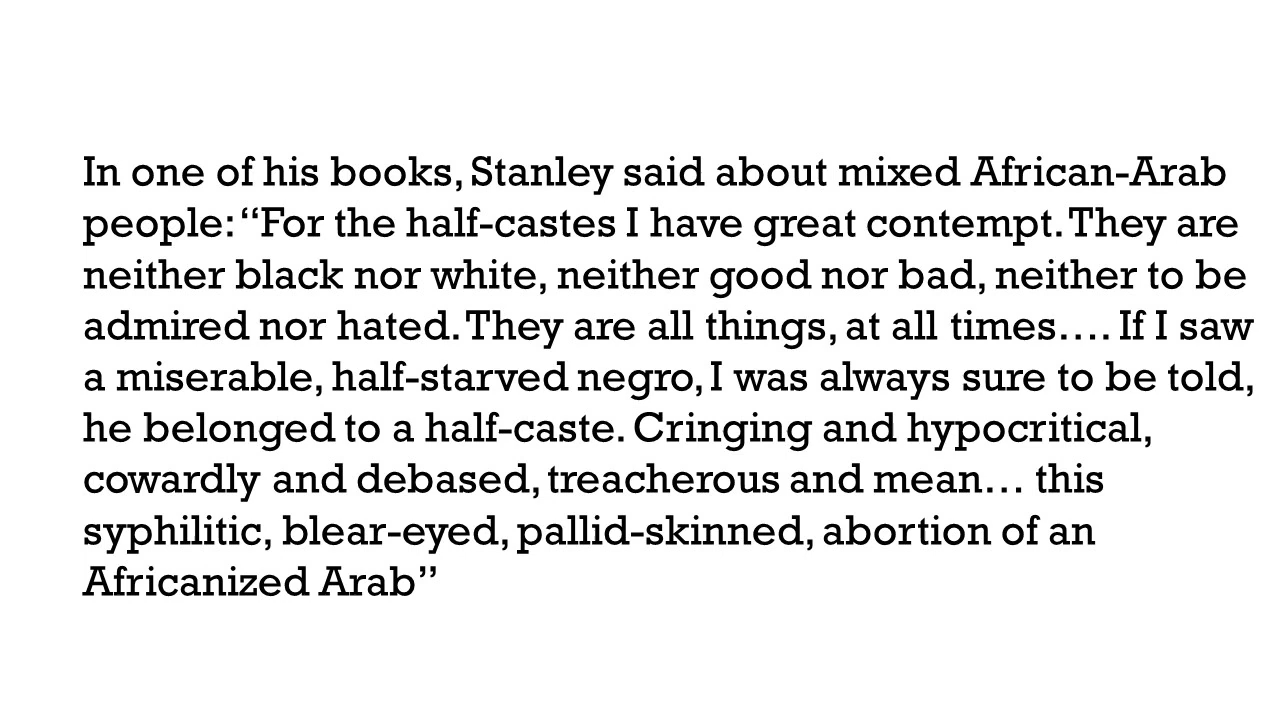 In one of his books, Stanley said about mixed African-Arab
people: “For the half-castes I have great contempt. They are
neither black nor white, neither good nor bad, neither to be
admired nor hated. They are all things, at all times…. If I saw
a miserable, half-starved negro, I was always sure to be told,
he belonged to a half-caste. Cringing and hypocritical,
cowardly and debased, treacherous and mean… this
syphilitic, blear-eyed, pallid-skinned, abortion of an
Africanized Arab”